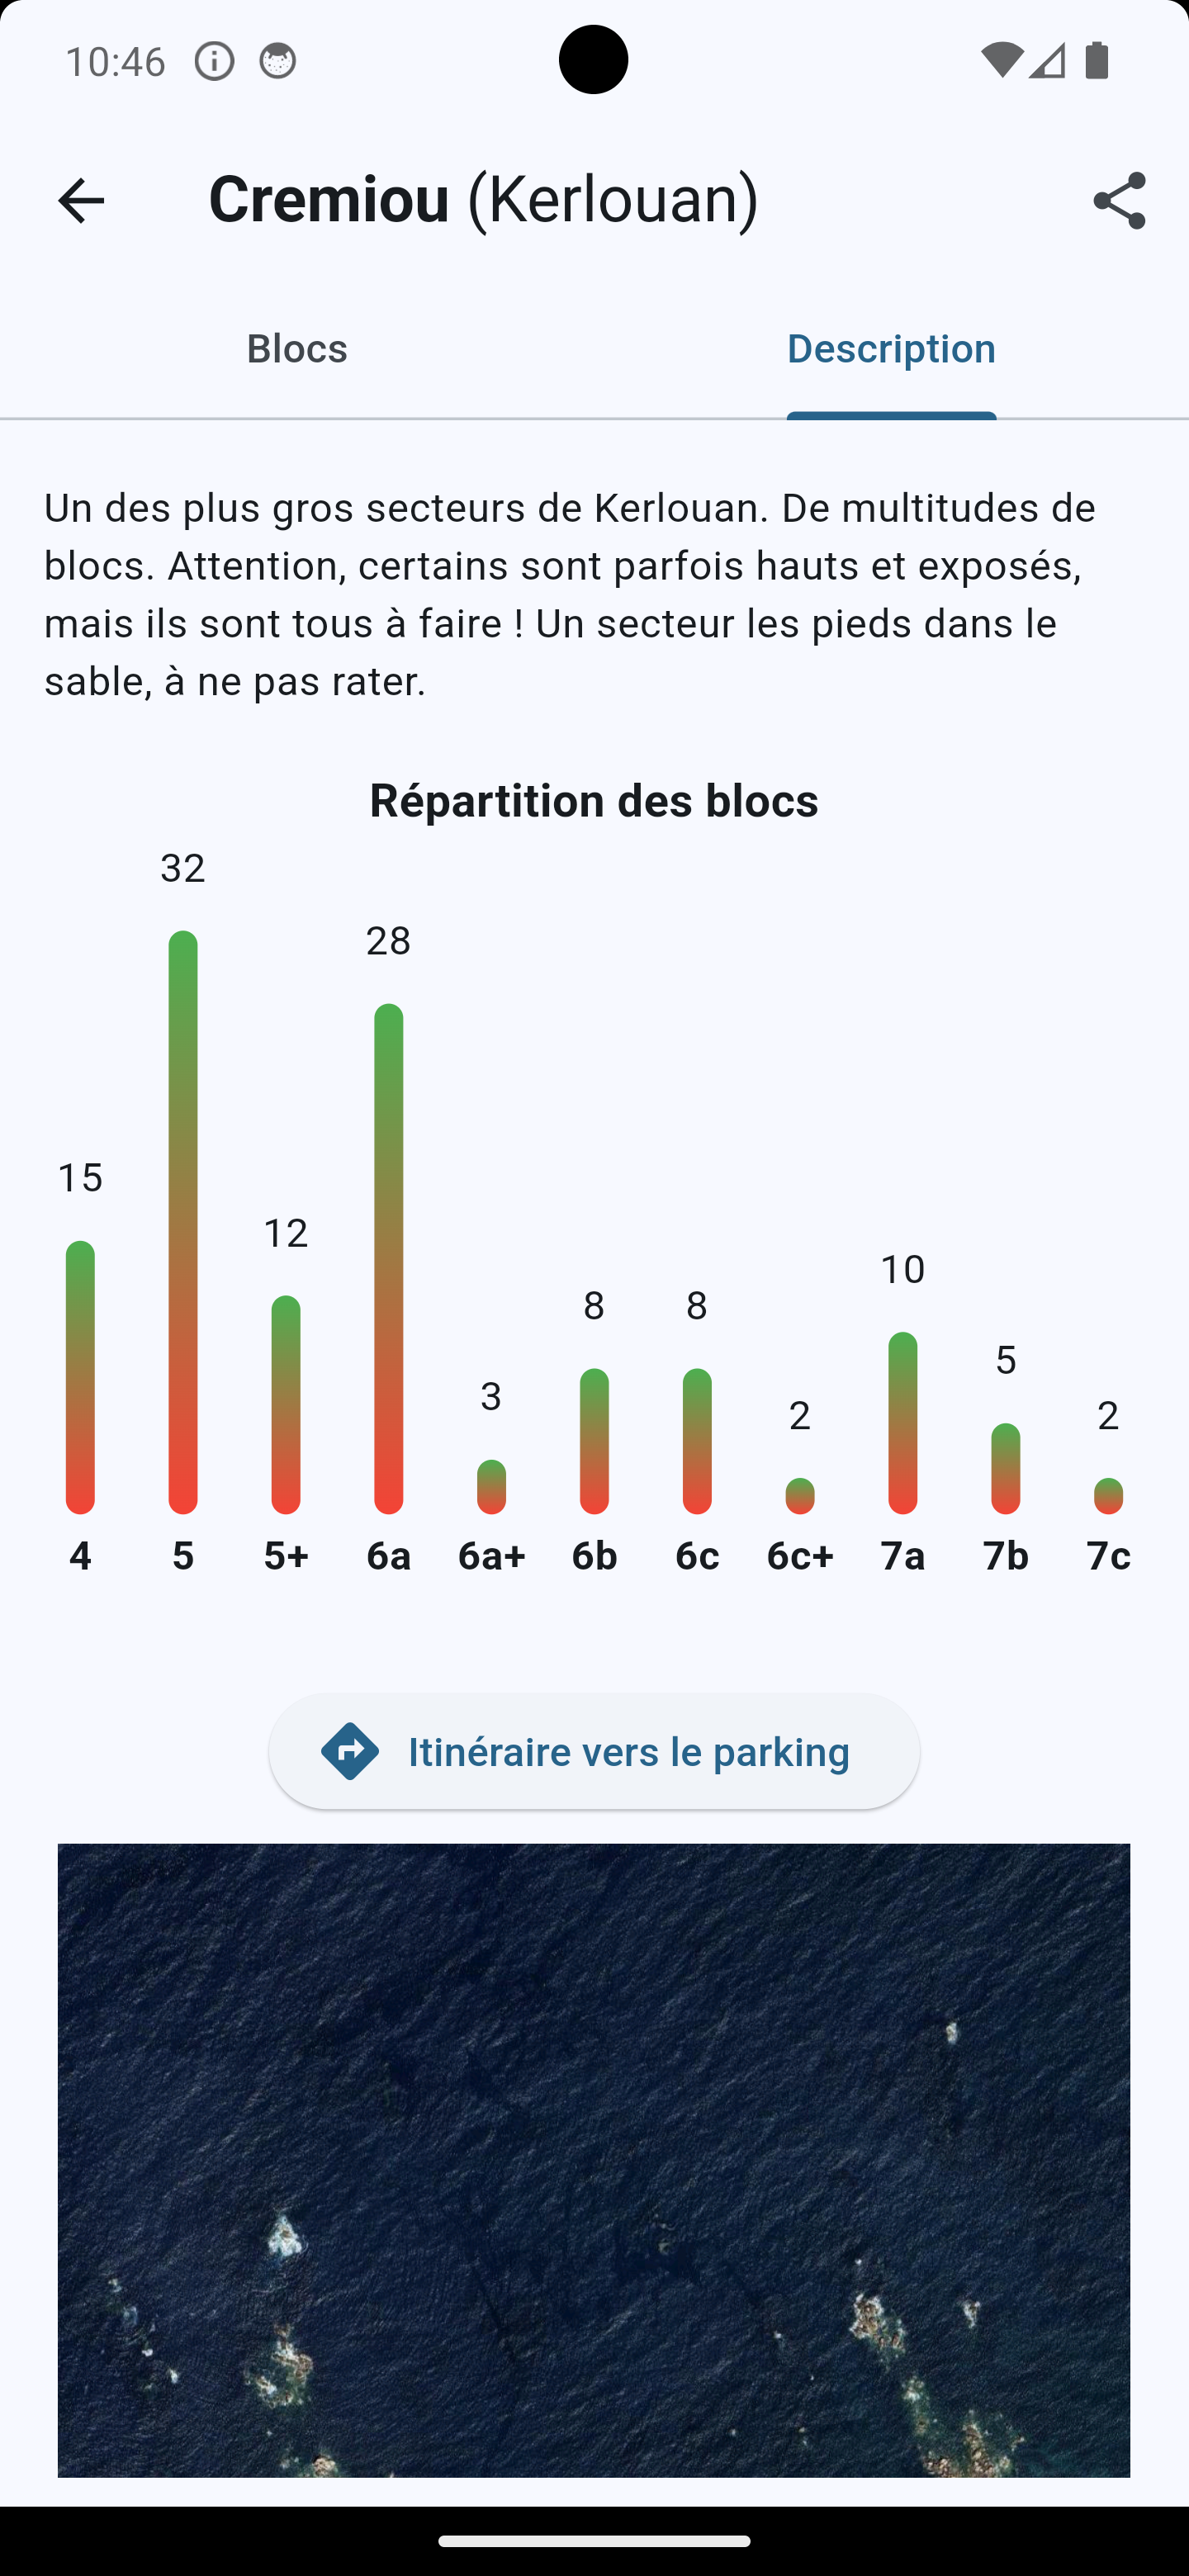 10:46
Cremiou (Kerlouan)
Blocs Description
Un des plus gros secteurs de Kerlouan. De multitudes de
blocs. Attention, certains sont parfois hauts et exposés,
mais ils sont tous à faire ! Un secteur les pieds dans le
sable, à ne pas rater.
Répartition des blocs
15 32 12 28 3 8 8 2 10 5 2
4 5 5+ 6a 6a+ 6b 6c 6c+ 7a 7b 7c
Itinéraire vers le parking